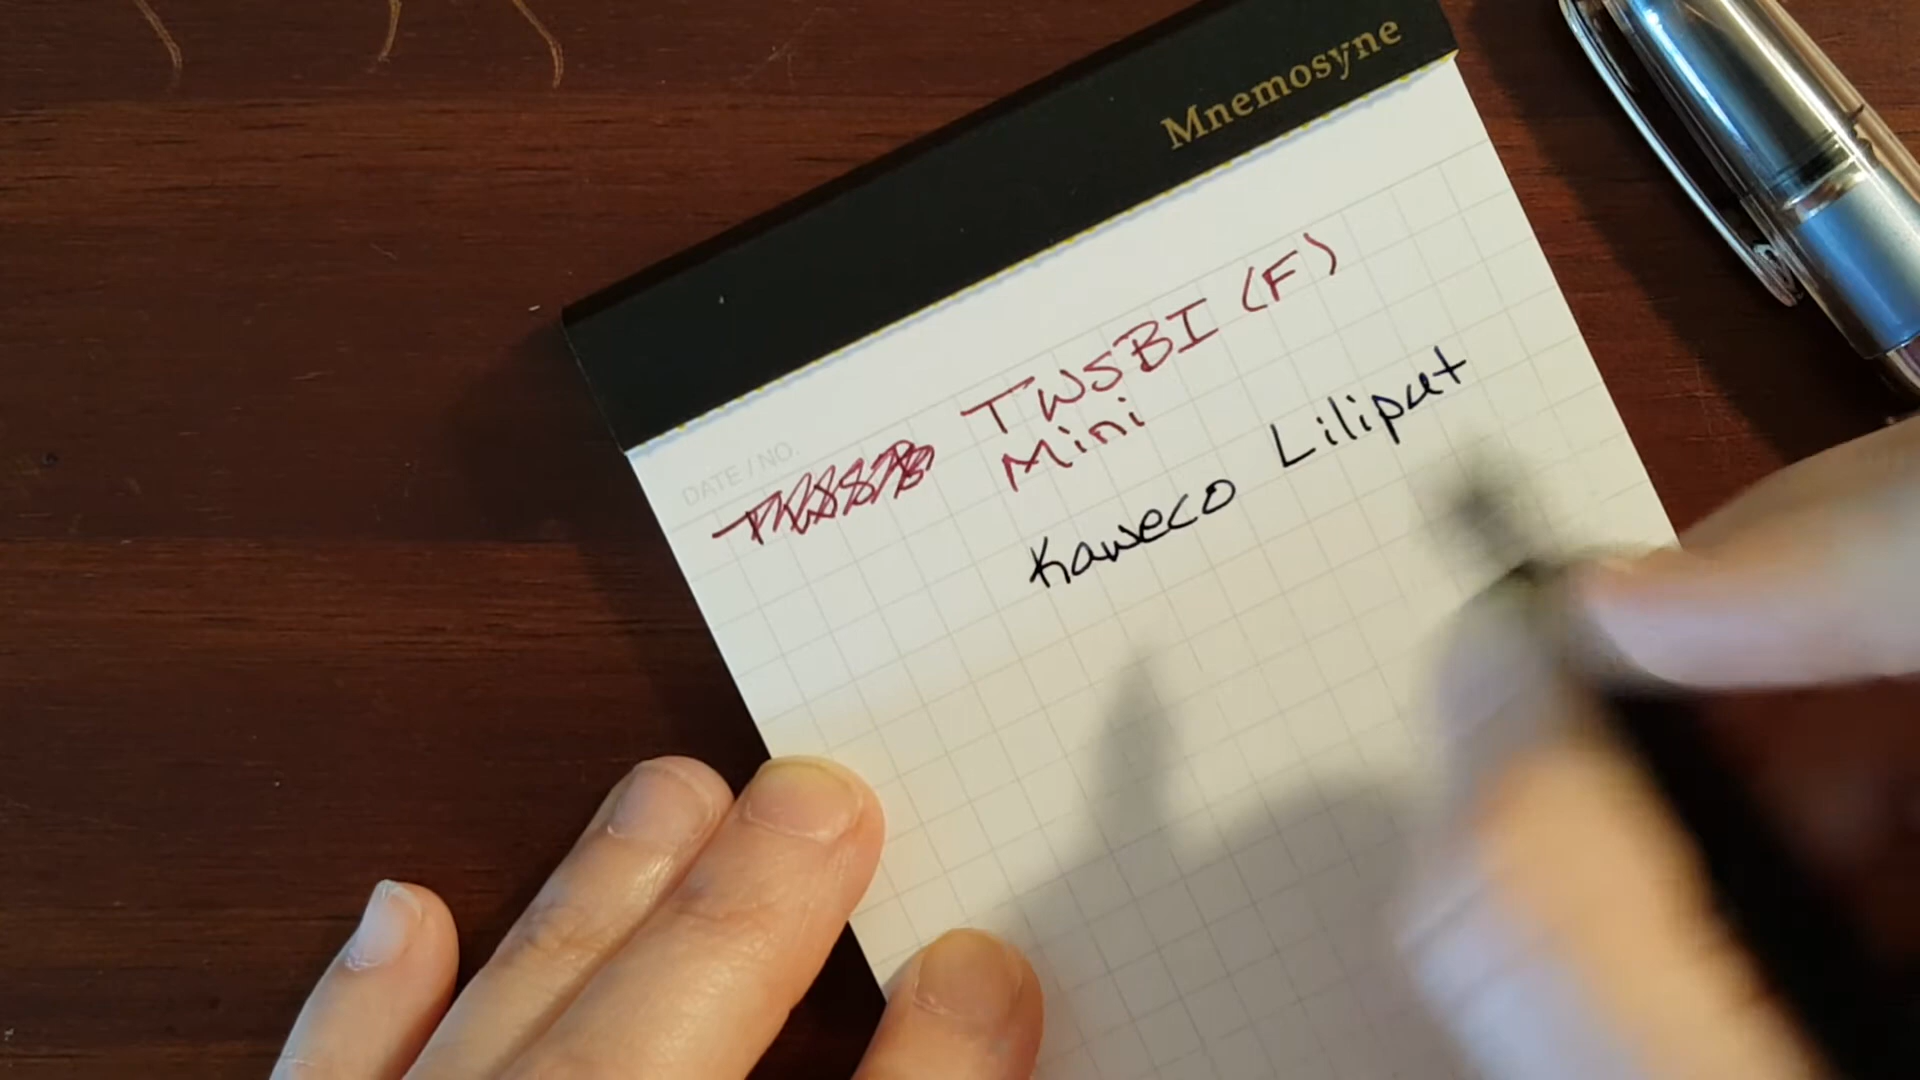 Mnemosyne
DATE / NO.
TWSBI (F)
Mini
Kaweco Liliput